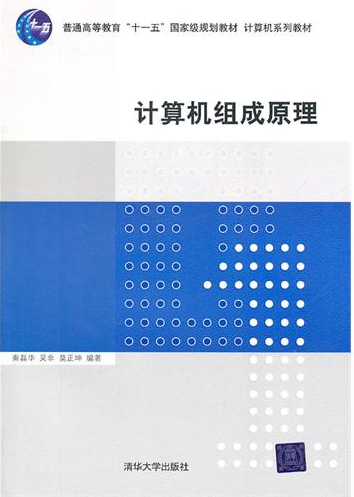 十一五
普通高等教育“十一五”国家级规划教材 计算机系列教材
计算机组成原理
秦磊华 吴非 莫正坤 编著
清华大学出版社